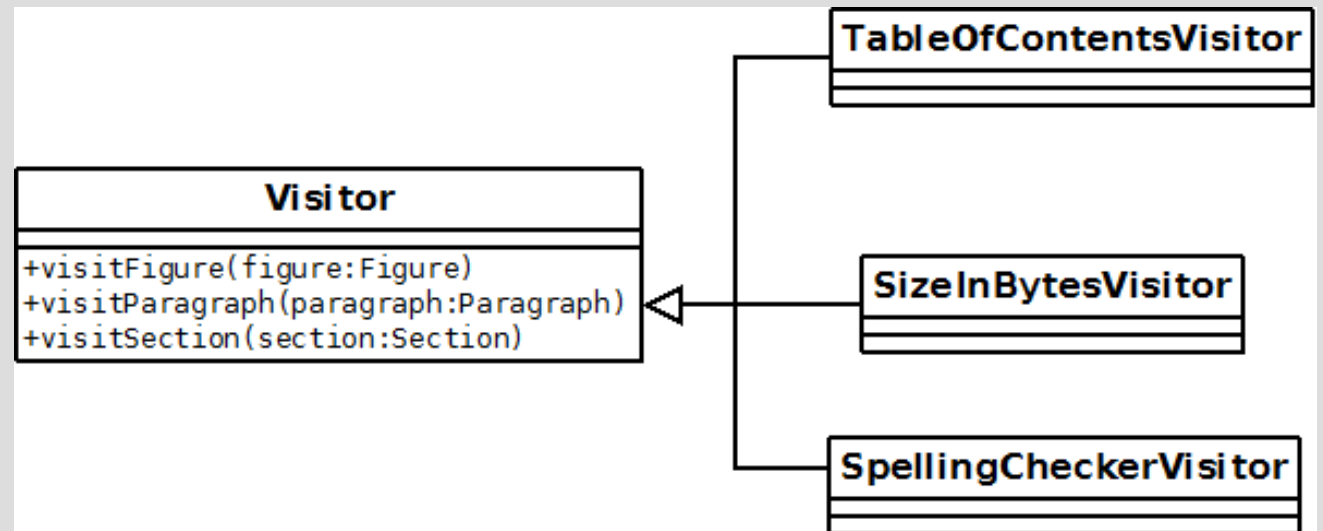 TableOfContentsVisitor
Visitor
+visitFigure(figure:Figure)
+visitParagraph(paragraph:Paragraph)
+visitSection(section:Section)
SizeInBytesVisitor
SpellingCheckerVisitor